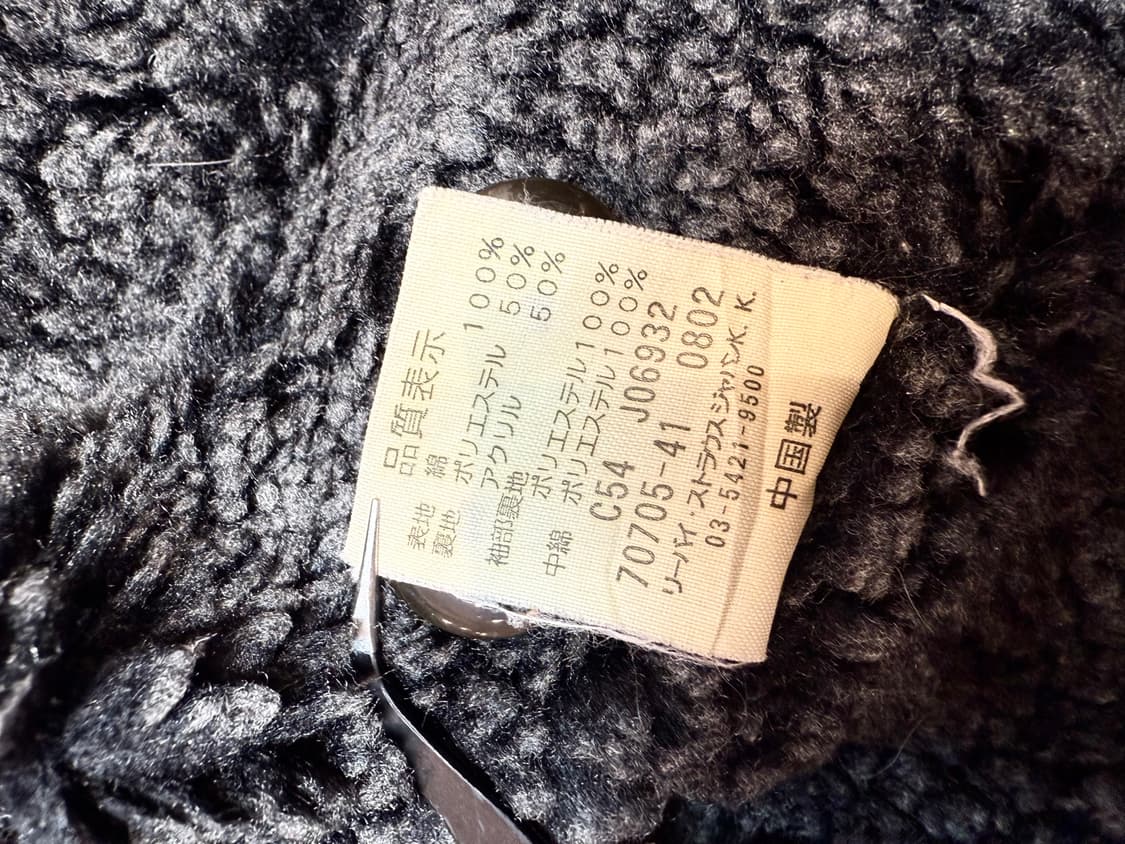 品質表示
表地 綿 100%
裏地 ポリエステル 50%
アクリル 50%
袖部裏地
ポリエステル100%
中綿 ポリエステル100%
C54 J06932
70705-41 0802
リーバイ・ストラウスジャパンK. K.
03-5421-9500
中国製